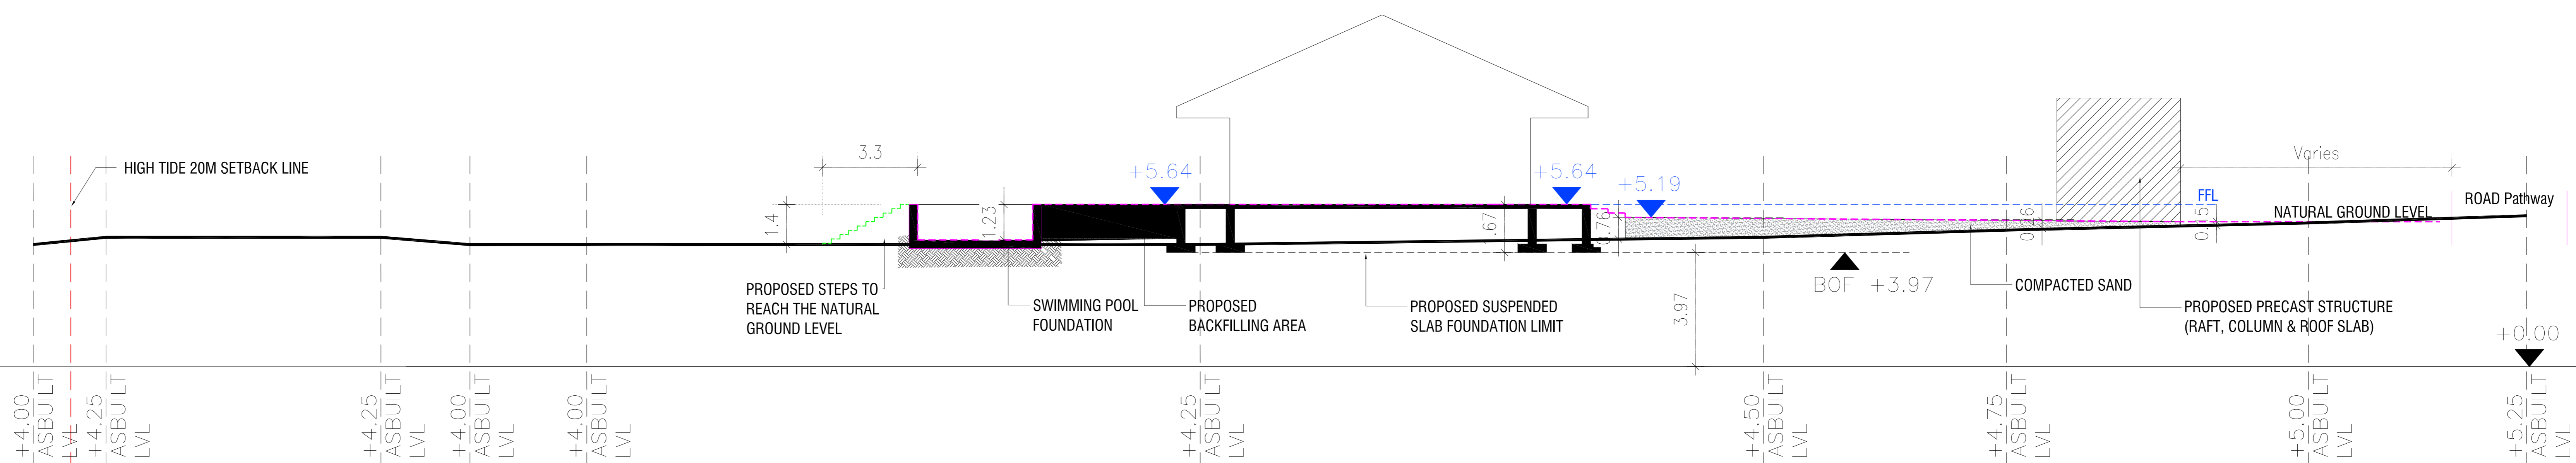 HIGH TIDE 20M SETBACK LINE
3.3
1.4
1.23
+5.64
+5.64
+5.19
.67
0.76
0.16
0.5
FFL
Varies
ROAD Pathway
NATURAL GROUND LEVEL
PROPOSED STEPS TO
REACH THE NATURAL
GROUND LEVEL
SWIMMING POOL
FOUNDATION
PROPOSED
BACKFILLING AREA
PROPOSED SUSPENDED
SLAB FOUNDATION LIMIT
3.97
BOF +3.97
COMPACTED SAND
PROPOSED PRECAST STRUCTURE
(RAFT, COLUMN & ROOF SLAB)
+0.00
+4.00
ASBUILT
LVL
+4.25
ASBUILT
LVL
+4.25
ASBUILT
LVL
+4.00
ASBUILT
LVL
+4.00
ASBUILT
LVL
+4.25
ASBUILT
LVL
+4.50
ASBUILT
LVL
+4.75
ASBUILT
LVL
+5.00
ASBUILT
LVL
+5.25
ASBUILT
LVL